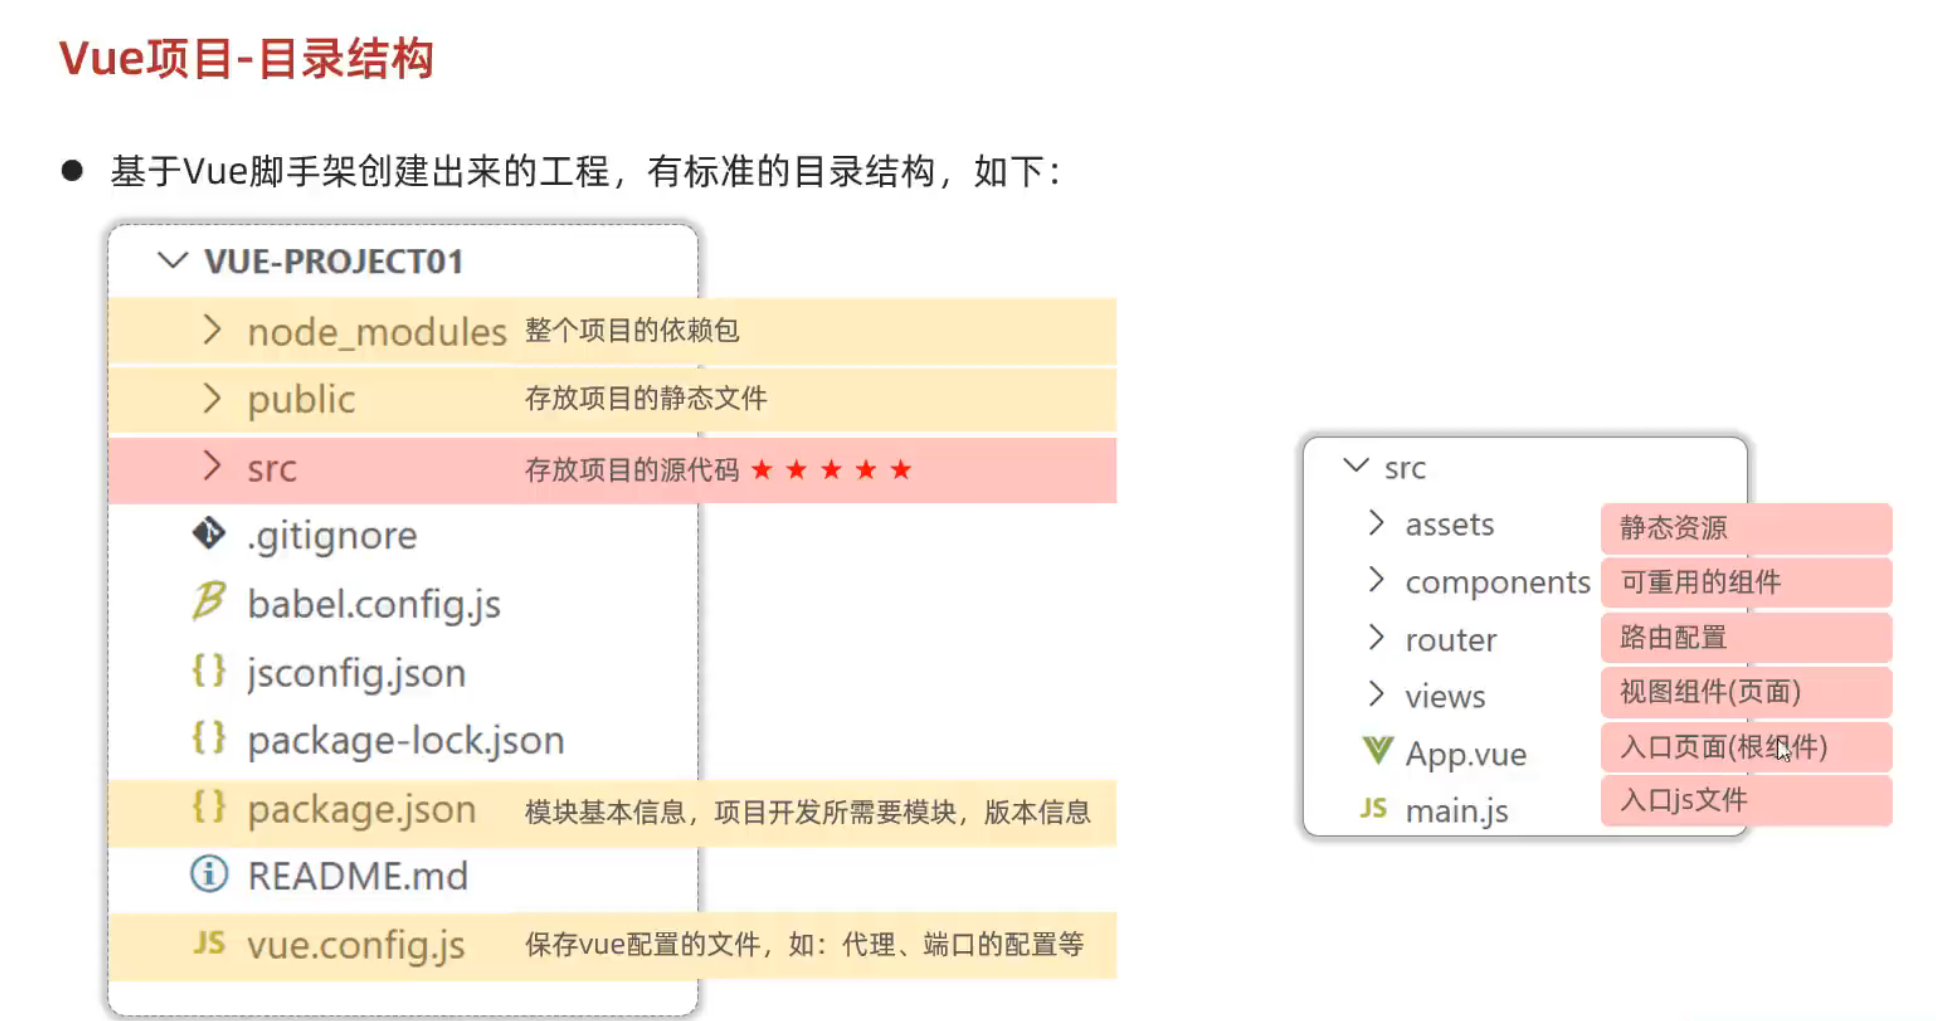 Vue项目-目录结构
● 基于Vue脚手架创建出来的工程，有标准的目录结构，如下：
VUE-PROJECT01
node_modules 整个项目的依赖包
public 存放项目的静态文件
src 存放项目的源代码 ★ ★ ★ ★ ★
.gitignore
babel.config.js
jsconfig.json
package-lock.json
package.json 模块基本信息，项目开发所需要模块，版本信息
README.md
JS vue.config.js 保存vue配置的文件，如：代理、端口的配置等
src
assets 静态资源
components 可重用的组件
router 路由配置
views 视图组件(页面)
App.vue 入口页面(根组件)
JS main.js 入口js文件